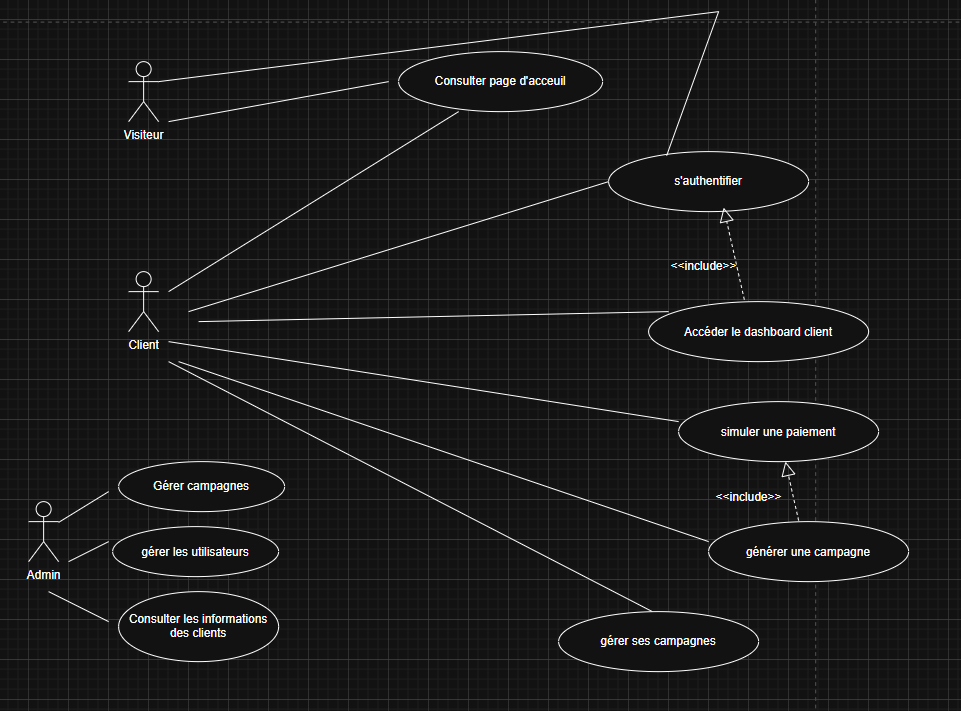 Consulter page d'acceuil
Visiteur
s'authentifier
<<include>>
Client
Accéder le dashboard client
simuler une paiement
Gérer campagnes
<<include>>
gérer les utilisateurs
générer une campagne
Admin
Consulter les informations
des clients
gérer ses campagnes